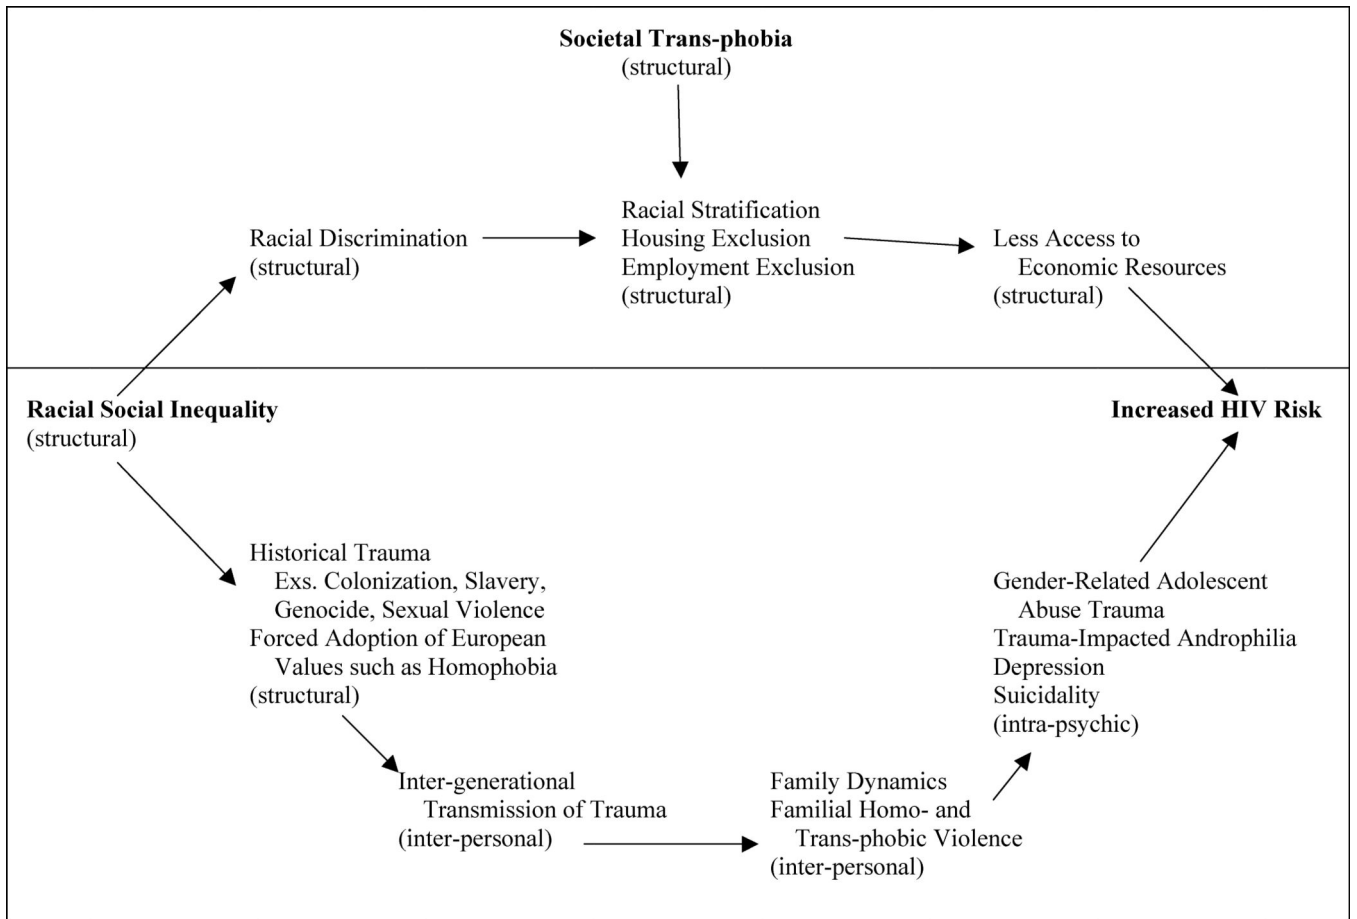 Societal Trans-phobia
(structural)
Racial Discrimination
(structural)
Racial Stratification
Housing Exclusion
Employment Exclusion
(structural)
Less Access to
Economic Resources
(structural)
Racial Social Inequality
(structural)
Increased HIV Risk
Historical Trauma
Exs. Colonization, Slavery,
Genocide, Sexual Violence
Forced Adoption of European
Values such as Homophobia
(structural)
Inter-generational
Transmission of Trauma
(inter-personal)
Family Dynamics
Familial Homo- and
Trans-phobic Violence
(inter-personal)
Gender-Related Adolescent
Abuse Trauma
Trauma-Impacted Androphilia
Depression
Suicidality
(intra-psychic)